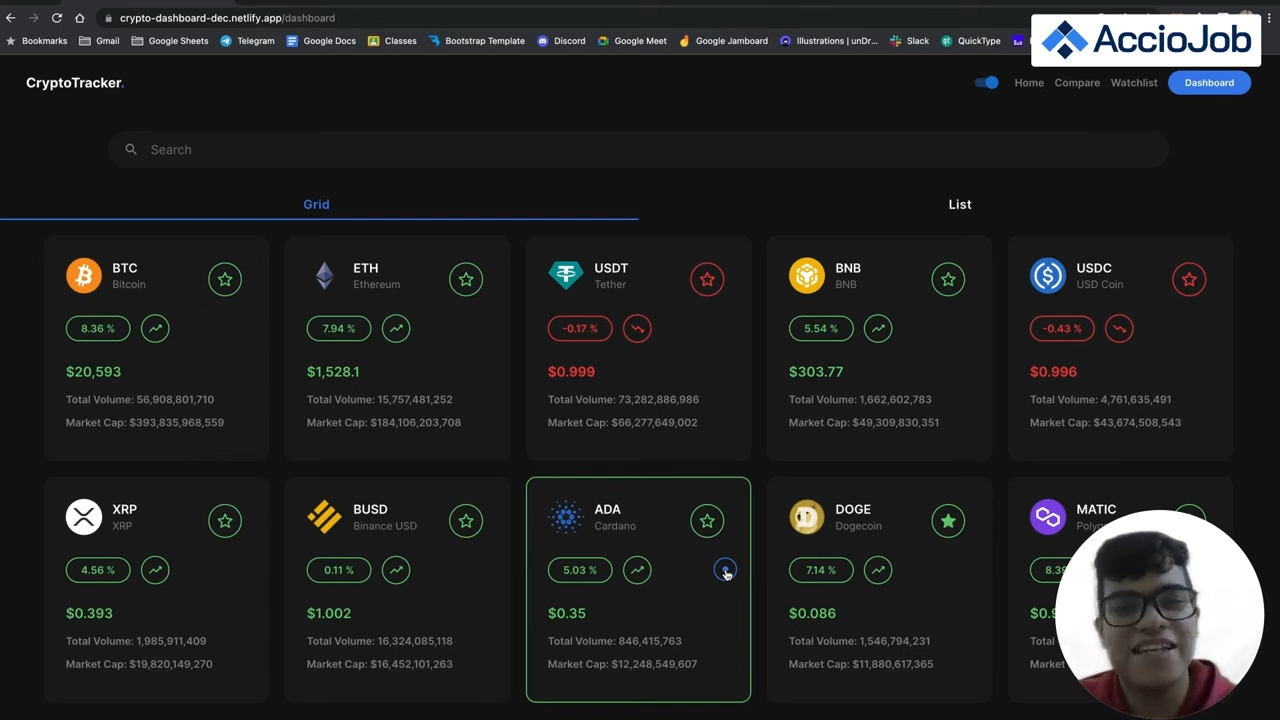 crypto-dashboard-dec.netlify.app/dashboard
Bookmarks Gmail Google Sheets Telegram Google Docs Classes Bootstrap Template Discord Google Meet Google Jamboard Illustrations | unDr... Slack QuickType
AccioJob
CryptoTracker.
Home Compare Watchlist Dashboard
Search
Grid List
BTC ETH USDT BNB USDC
Bitcoin Ethereum Tether BNB USD Coin
8.36 % 7.94 % -0.17 % 5.54 % -0.43 %
$20,593 $1,528.1 $0.999 $303.77 $0.996
Total Volume: 56,908,801,710 Total Volume: 15,757,481,252 Total Volume: 73,282,886,986 Total Volume: 1,662,602,783 Total Volume: 4,761,635,491
Market Cap: $393,835,968,559 Market Cap: $184,106,203,708 Market Cap: $66,277,649,002 Market Cap: $49,309,830,351 Market Cap: $43,674,508,543
XRP BUSD ADA DOGE MATIC
XRP Binance USD Cardano Dogecoin
4.56 % 0.11 % 5.03 % 7.14 %
$0.393 $1.002 $0.35 $0.086
Total Volume: 1,985,911,409 Total Volume: 16,324,085,118 Total Volume: 846,415,763 Total Volume: 1,546,794,231 Total
Market Cap: $19,820,149,270 Market Cap: $16,452,101,263 Market Cap: $12,248,549,607 Market Cap: $11,880,617,365 Market